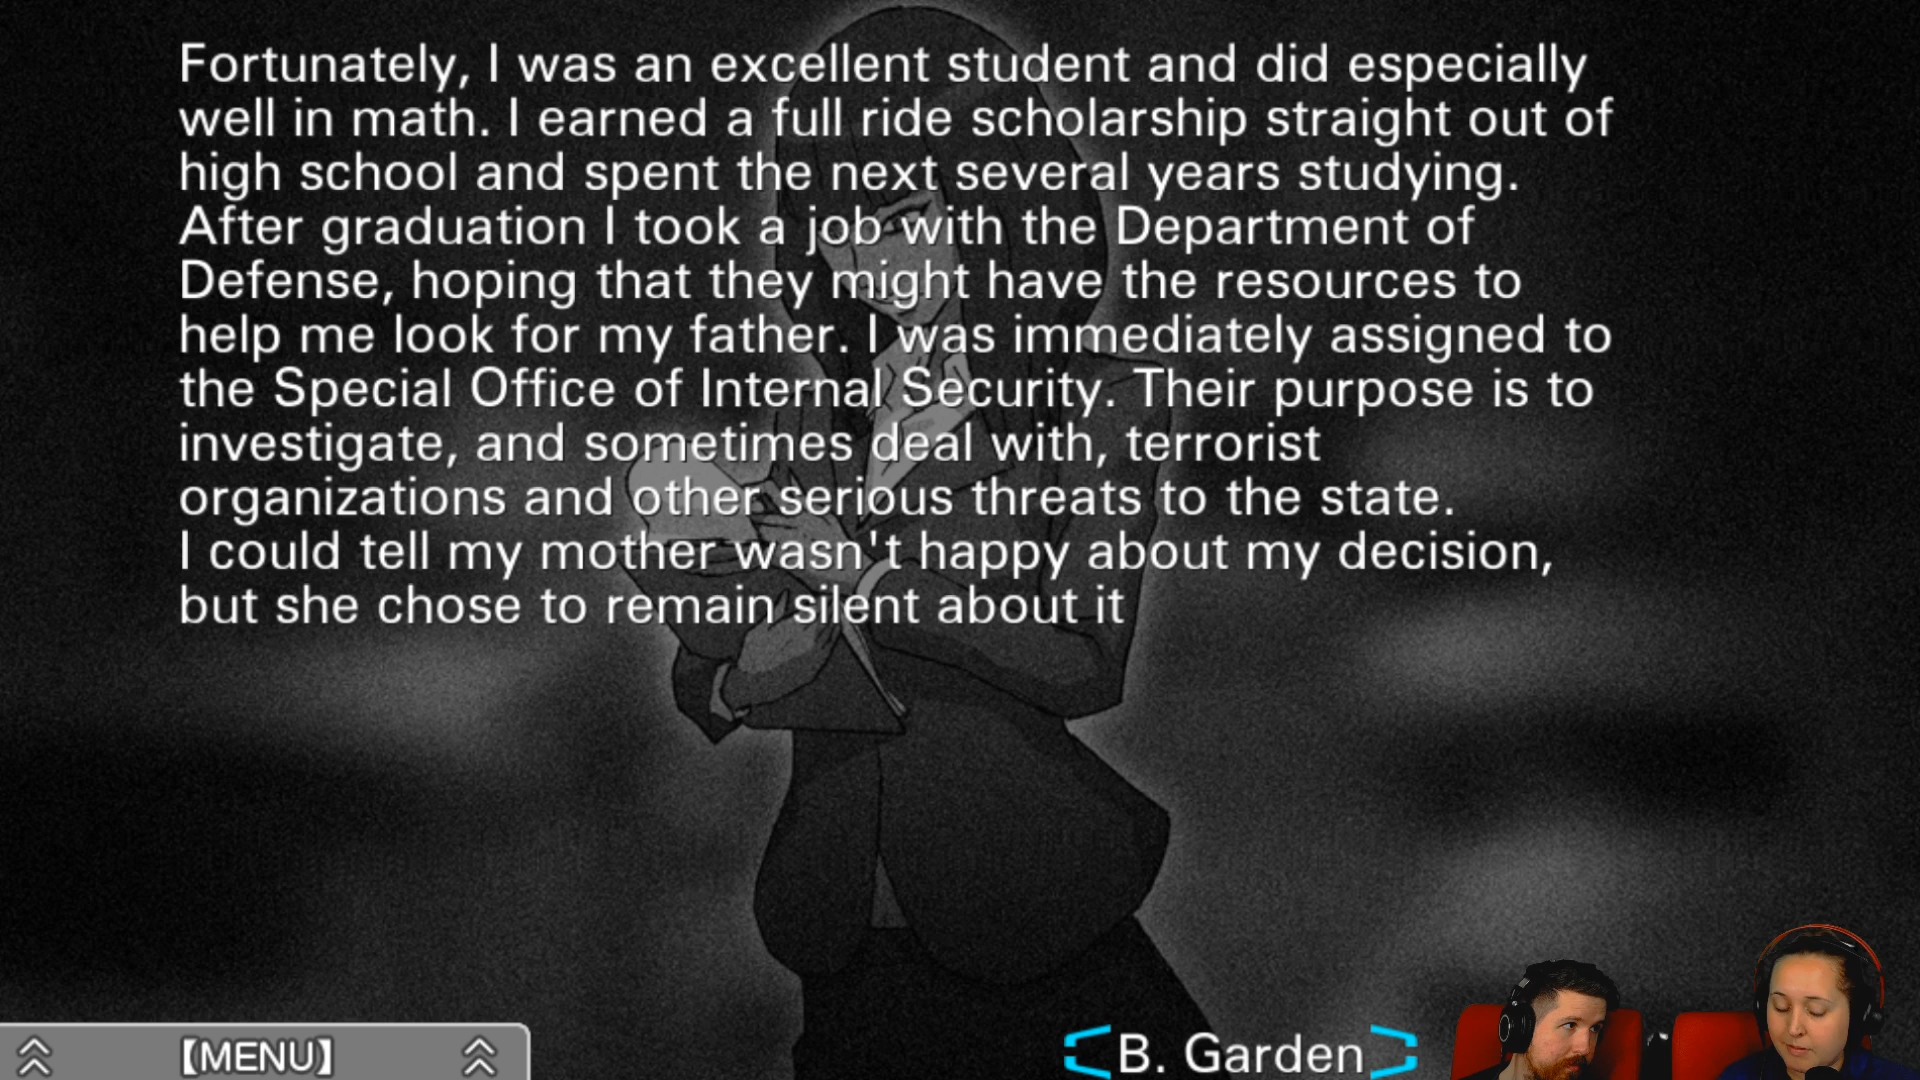 Fortunately, I was an excellent student and did especially
well in math. I earned a full ride scholarship straight out of
high school and spent the next several years studying.
After graduation I took a job with the Department of
Defense, hoping that they might have the resources to
help me look for my father. I was immediately assigned to
the Special Office of Internal Security. Their purpose is to
investigate, and sometimes deal with, terrorist
organizations and other serious threats to the state.
I could tell my mother wasn't happy about my decision,
but she chose to remain silent about it
【MENU】
B. Garden